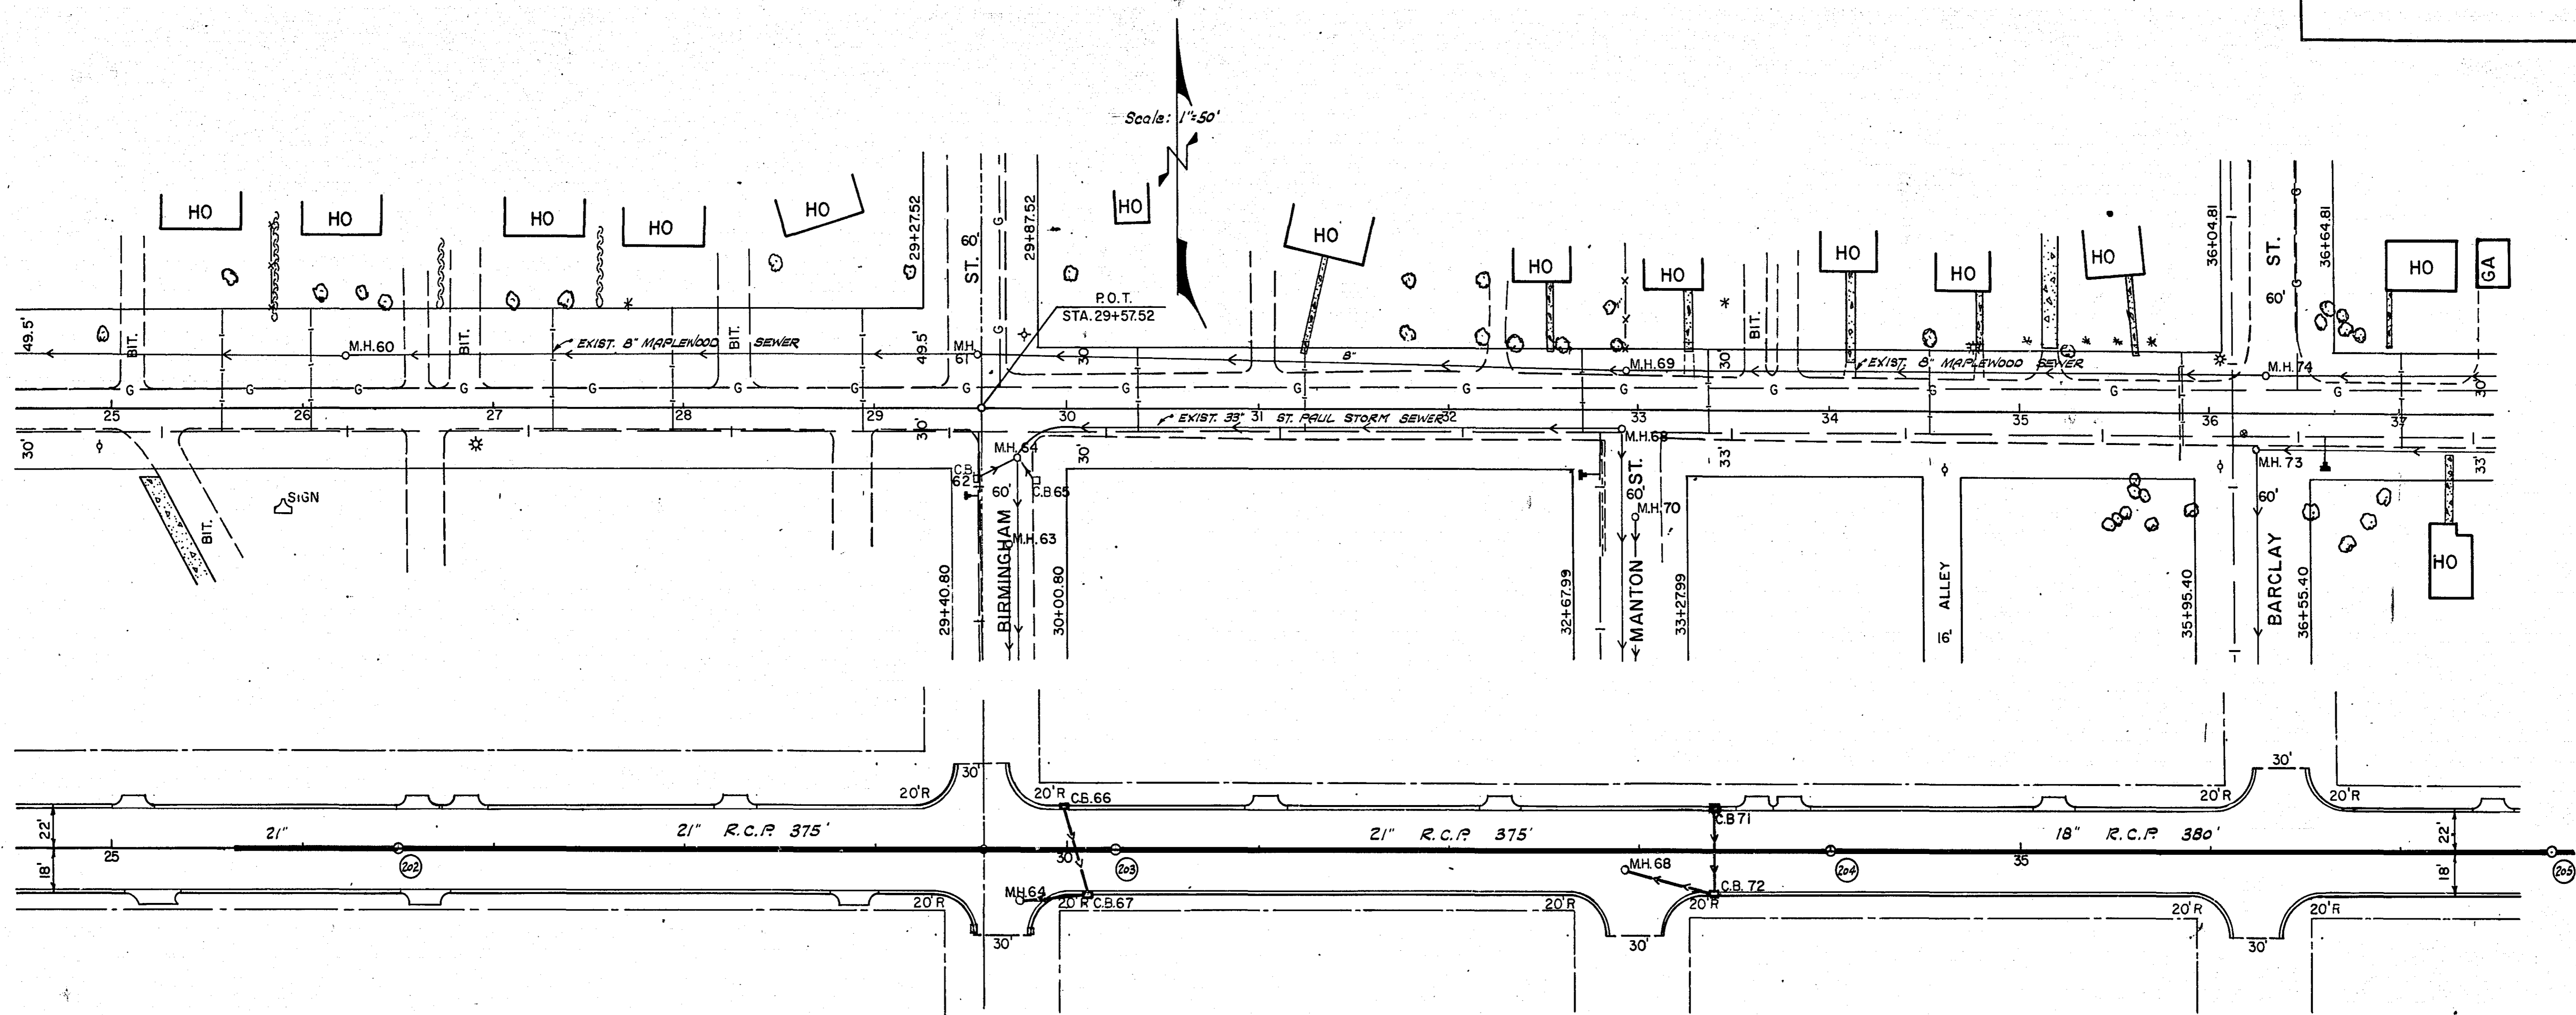 Scale: 1"=50'
HO
HO
HO
HO
HO
HO
HO
HO
HO
HO
HO
HO
HO
GA
29+27.52
60'
ST.
G
G
29+87.52
36+04.81
ST.
60'
G
G
36+64.81
P.O.T.
STA. 29+57.52
49.5'
BIT.
M.H.60
BIT.
EXIST. 8" MAPLEWOOD SEWER
BIT.
49.5'
M.H.
61
30'
8"
M.H.69
30'
BIT.
EXIST. 8" MAPLEWOOD SEWER
M.H.74
30'
G G G G G G G G G G G G G G G G G G G
25 26 27 28 29 30 31 32 33 34 35 36 37
30'
30'
EXIST. 33" ST. PAUL STORM SEWER
M.H.64
30'
M.H.68
33'
M.H. 73
33'
C.B.
62
60'
C.B.65
60'
M.H.70
60'
SIGN
BIT.
M.H.63
29+40.80
BIRMINGHAM
30+00.80
32+67.99
MANTON ST.
33+27.99
16' ALLEY
35+95.40
BARCLAY
36+55.40
HO
30'
30'
20'R
20'R
C.B.66
20'R
20'R
22'
21"
21" R.C.P. 375'
21" R.C.P. 375'
C.B 71
18" R.C.P. 380'
22'
25
202
30
203
204
35
205
18'
M.H.68
18'
M.H.64
C.B. 72
20'R
20'R
C.B.67
20'R
20'R
20'R
20'R
30'
30'
30'